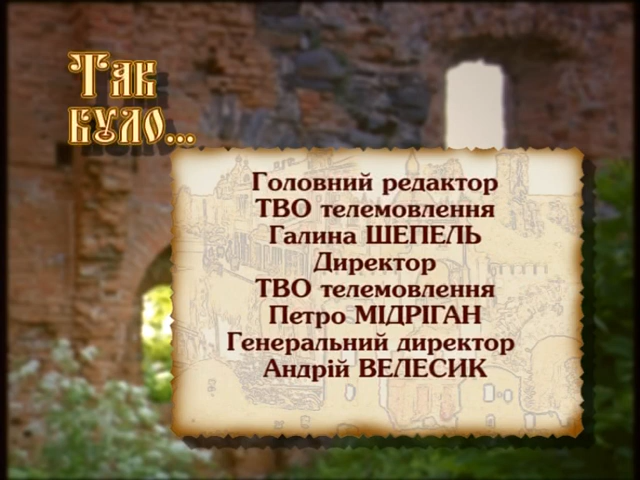 Так
було...
Головний редактор
ТВО телемовлення
Галина ШЕПЕЛЬ
Директор
ТВО телемовлення
Петро МІДРІГАН
Генеральний директор
Андрій ВЕЛЕСИК